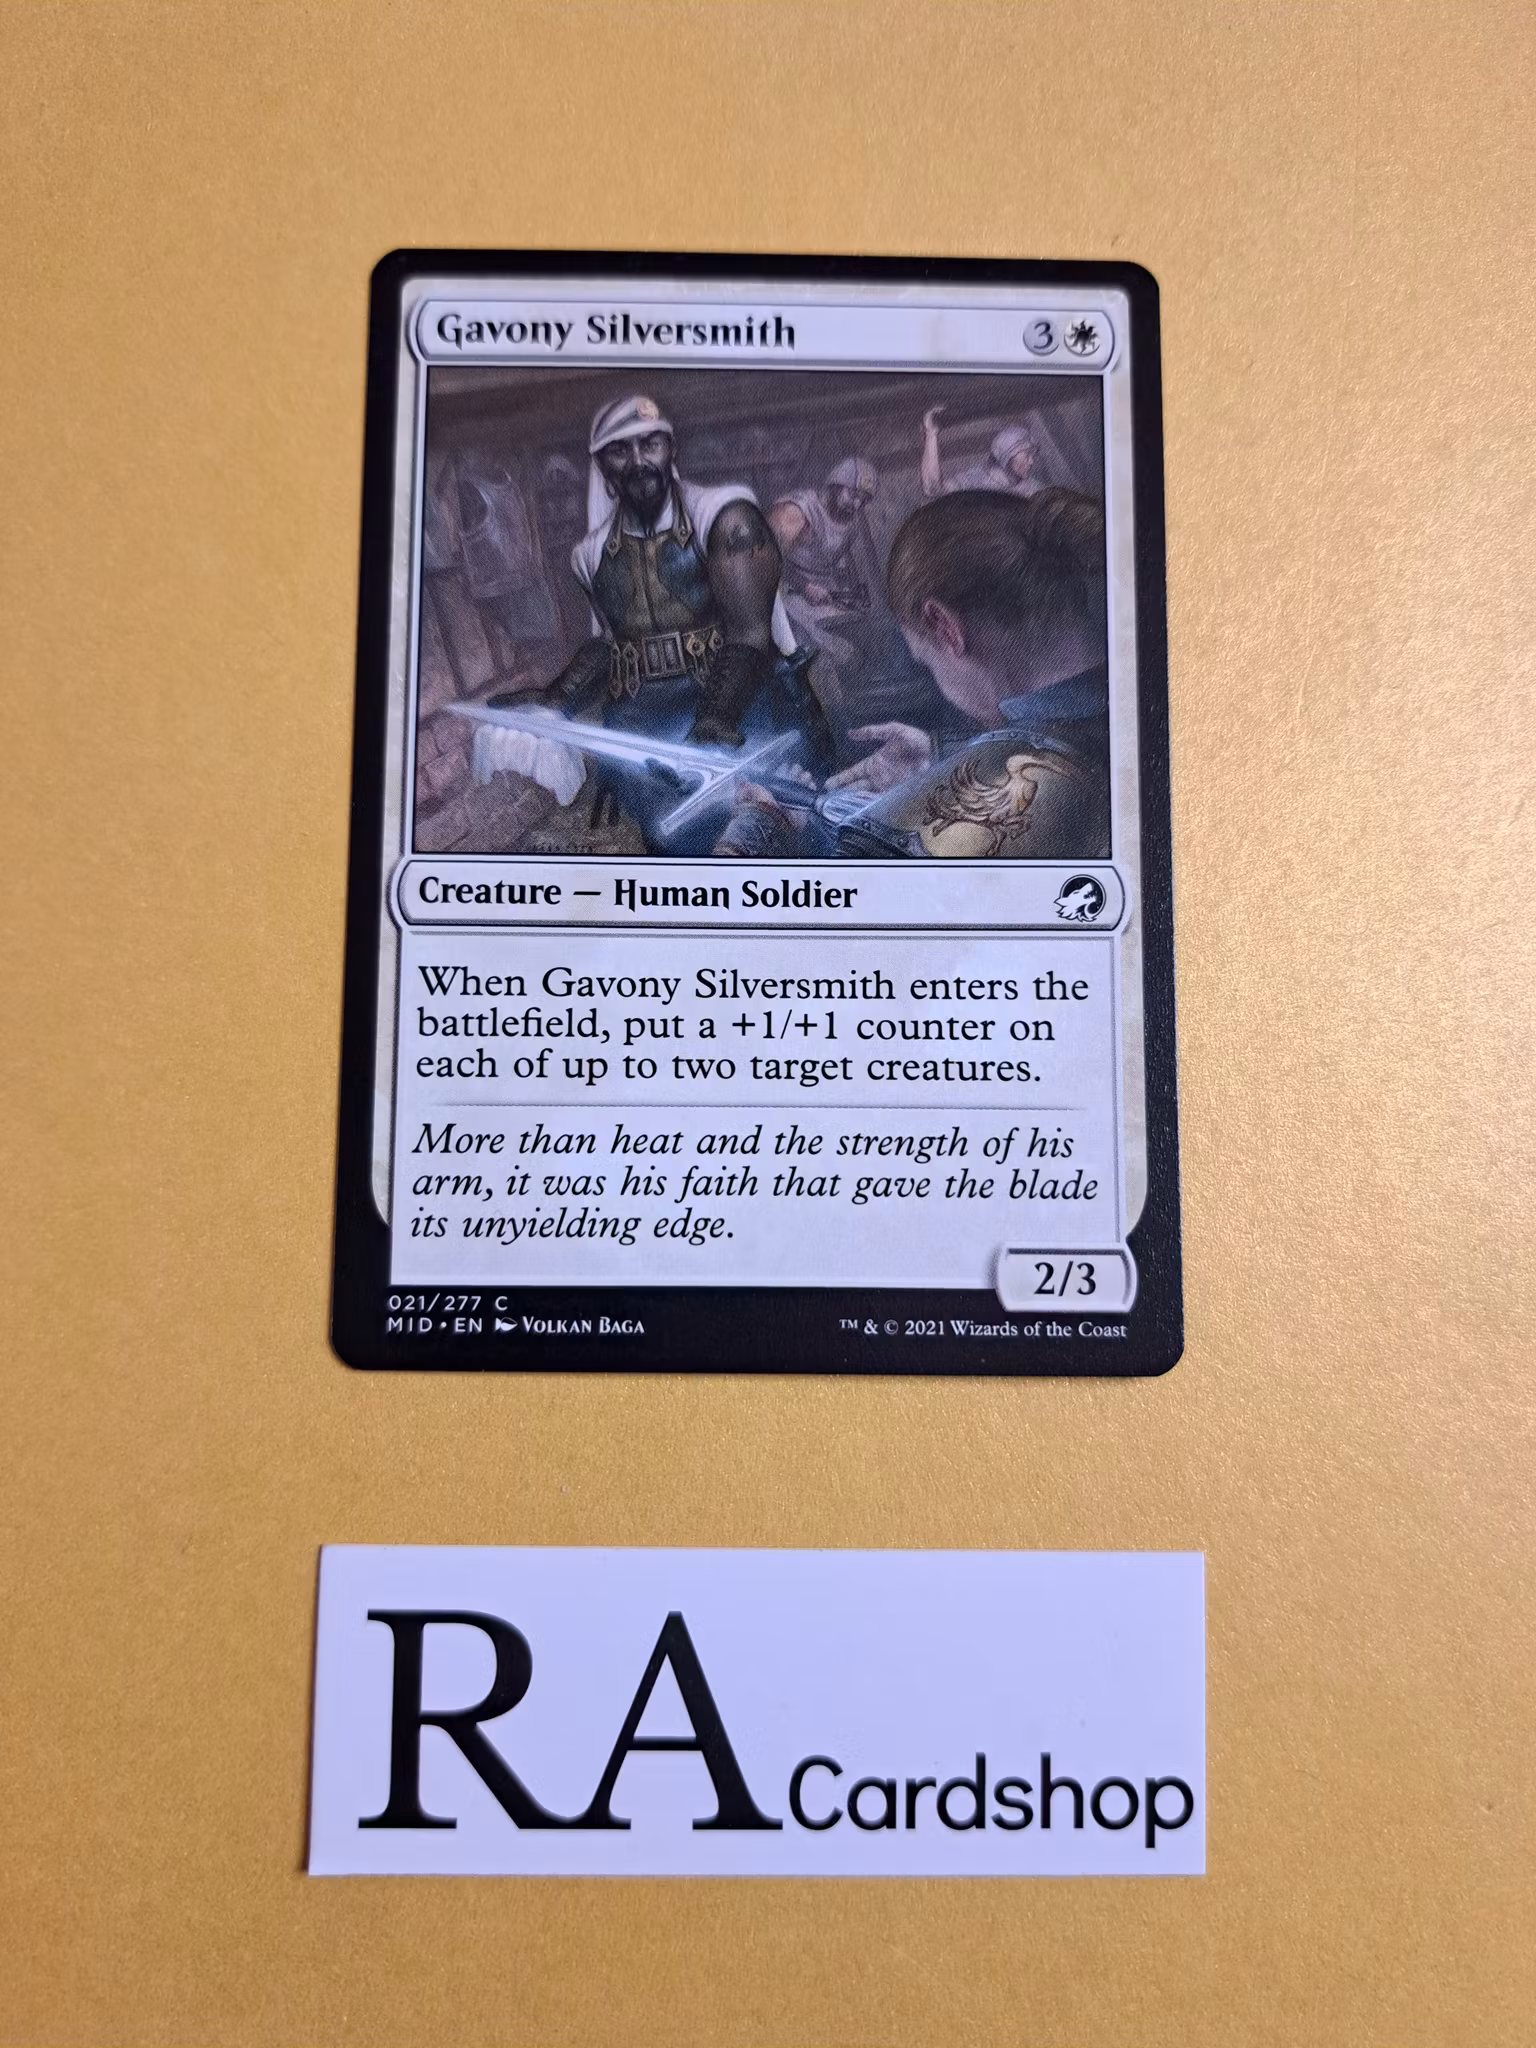 Gavony Silversmith 3
Creature — Human Soldier
When Gavony Silversmith enters the
battlefield, put a +1/+1 counter on
each of up to two target creatures.
More than heat and the strength of his
arm, it was his faith that gave the blade
its unyielding edge.
2/3
021/277 C
MID • EN VOLKAN BAGA
™ & © 2021 Wizards of the Coast
RA Cardshop